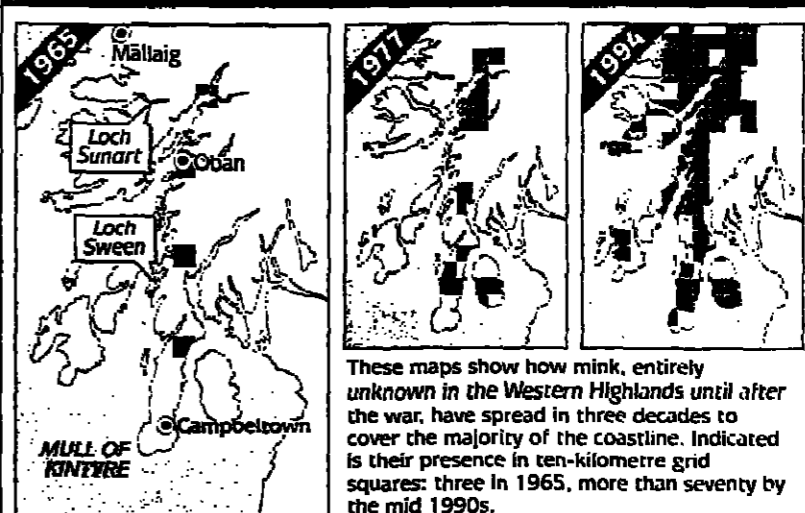 1965
Mallaig
Loch
Sunart
Oban
Loch
Sween
Campbeltown
MULL OF
KINTYRE
1977
1994
These maps show how mink, entirely
unknown in the Western Highlands until after
the war, have spread in three decades to
cover the majority of the coastline. Indicated
is their presence in ten-kilometre grid
squares: three in 1965, more than seventy by
the mid 1990s.